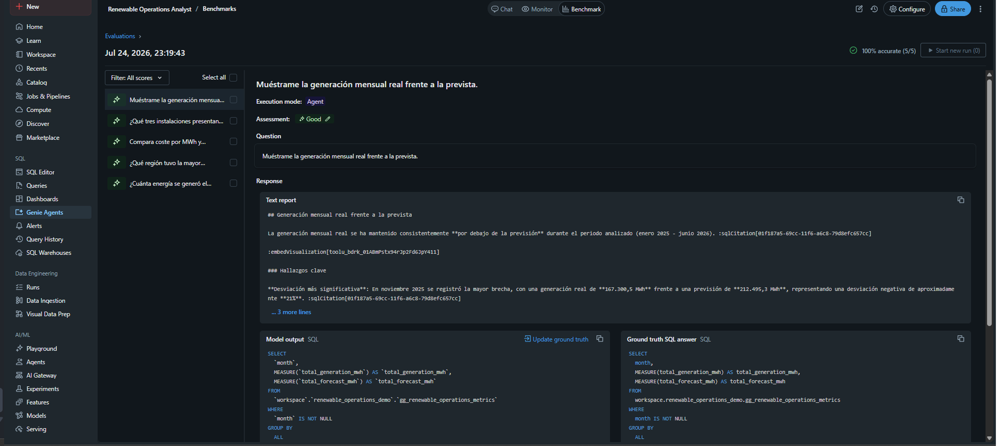 New
Home
Learn
Workspace
Recents
Catalog
Jobs & Pipelines
Compute
Discover
Marketplace
SQL
SQL Editor
Queries
Dashboards
Genie Agents
Alerts
Query History
SQL Warehouses
Data Engineering
Runs
Data Ingestion
Visual Data Prep
AI/ML
Playground
Agents
AI Gateway
Experiments
Features
Models
Serving
Renewable Operations Analyst / Benchmarks
Chat Monitor Benchmark
Configure Share
Evaluations ›
Jul 24, 2026, 23:19:43
100% accurate (5/5) Start new run (0)
Filter: All scores Select all
Muéstrame la generación mensua...
¿Qué tres instalaciones presentan...
Compara coste por MWh y...
¿Qué región tuvo la mayor...
¿Cuánta energía se generó el...
Muéstrame la generación mensual real frente a la prevista.
Execution mode: Agent
Assessment: Good
Question
Muéstrame la generación mensual real frente a la prevista.
Response
Text report
## Generación mensual real frente a la prevista
La generación mensual real se ha mantenido consistentemente **por debajo de la previsión** durante el periodo analizado (enero 2025 - junio 2026). :sqlCitation[01f187a5-69cc-11f6-a6c8-79d8efc657cc]
:embedVisualization[toolu_bdrk_01ABmPstx94rJp2Fd6JpY411]
### Hallazgos clave
**Desviación más significativa**: En noviembre 2025 se registró la mayor brecha, con una generación real de **167.300,5 MWh** frente a una previsión de **212.495,3 MWh**, representando una desviación negativa de aproximadame
nte **21%**. :sqlCitation[01f187a5-69cc-11f6-a6c8-79d8efc657cc]
... 3 more lines
Model output SQL Update ground truth
SELECT
`month`,
MEASURE(`total_generation_mwh`) AS `total_generation_mwh`,
MEASURE(`total_forecast_mwh`) AS `total_forecast_mwh`
FROM
`workspace`.`renewable_operations_demo`.`gg_renewable_operations_metrics`
WHERE
`month` IS NOT NULL
GROUP BY
ALL
Ground truth SQL answer SQL
SELECT
month,
MEASURE(total_generation_mwh) AS total_generation_mwh,
MEASURE(total_forecast_mwh) AS total_forecast_mwh
FROM
workspace.renewable_operations_demo.gg_renewable_operations_metrics
WHERE
month IS NOT NULL
GROUP BY
ALL